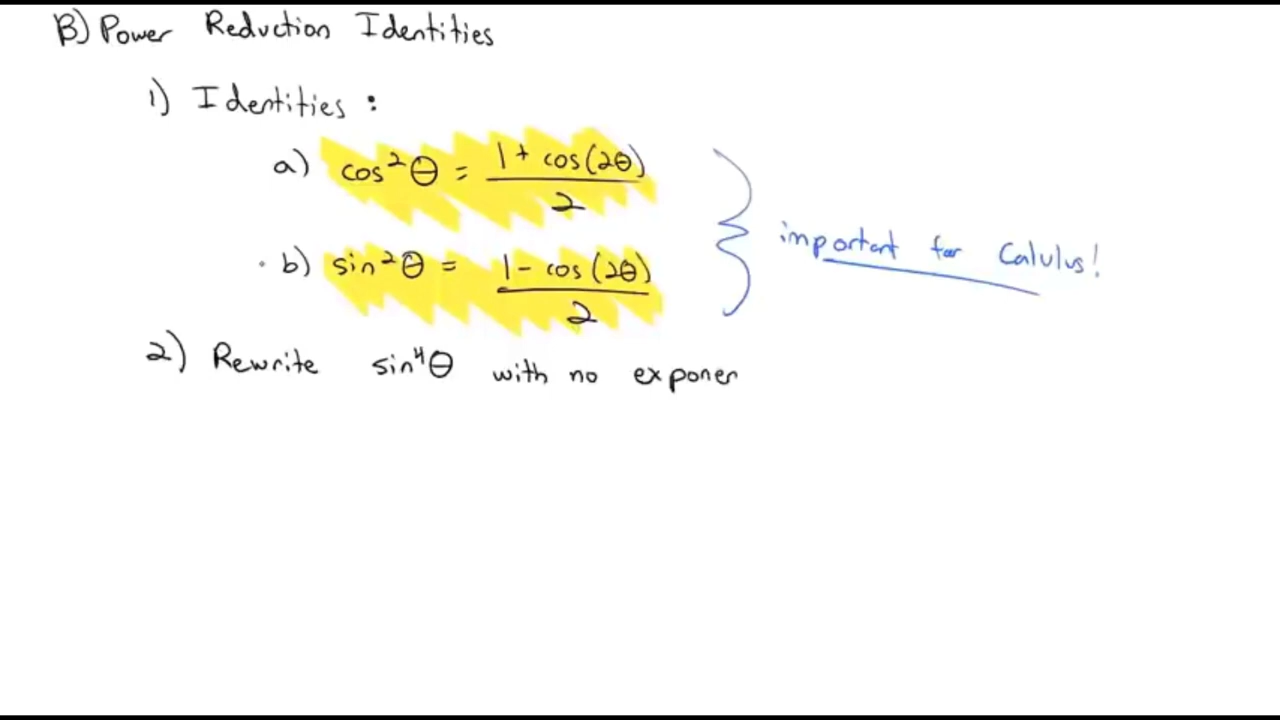 B) Power Reduction Identities
1) Identities :
a) cos²θ = (1 + cos(2θ))/2
b) sin²θ = (1 - cos(2θ))/2
important for Calulus!
2) Rewrite sin⁴θ with no exponer